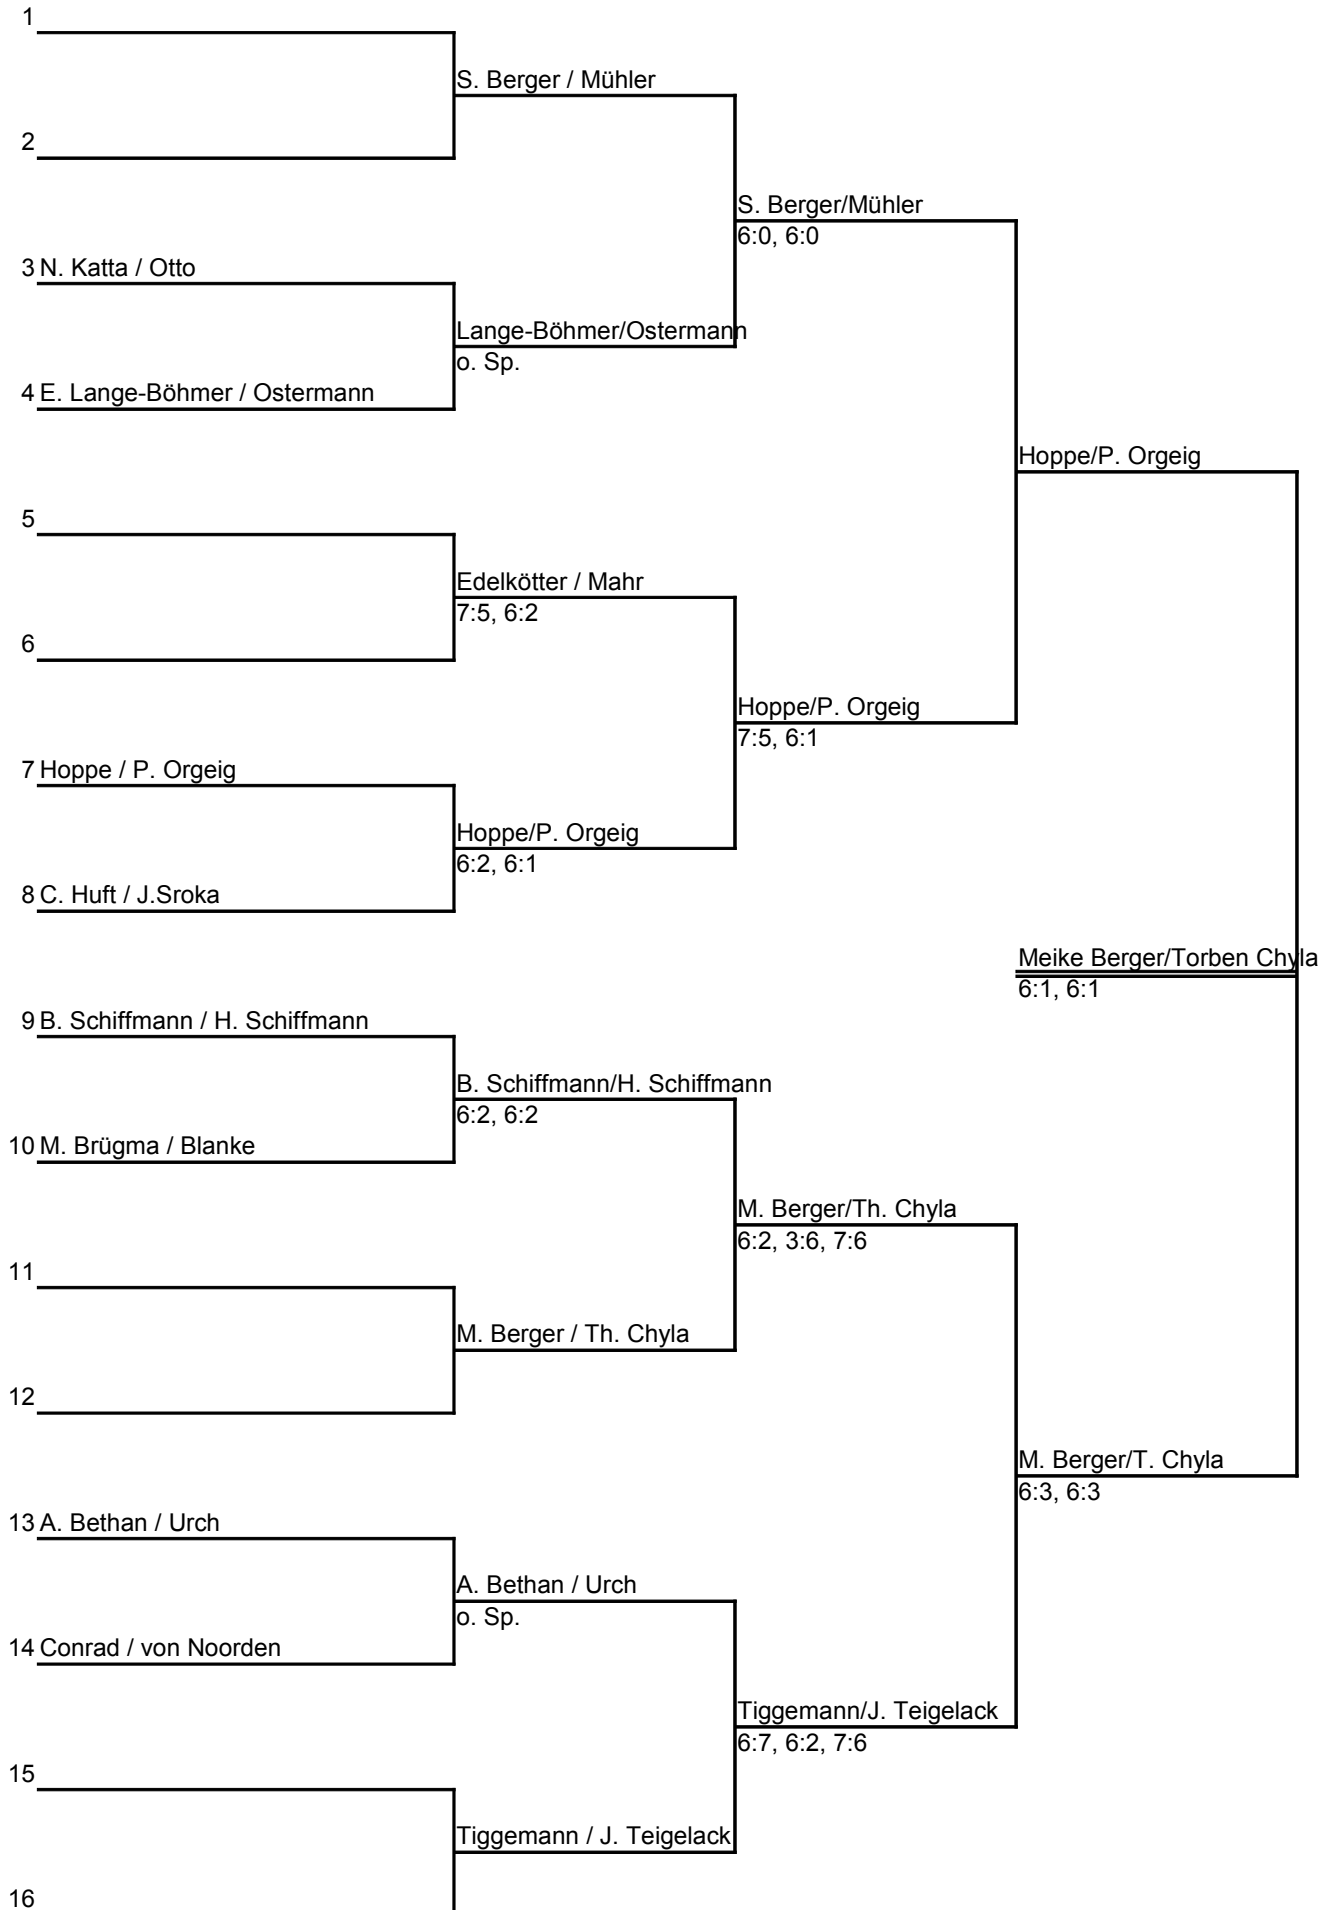 1
S. Berger / Mühler
2
S. Berger/Mühler
6:0, 6:0
3 N. Katta / Otto
Lange-Böhmer/Ostermann
o. Sp.
4 E. Lange-Böhmer / Ostermann
Hoppe/P. Orgeig
5
Edelkötter / Mahr
7:5, 6:2
6
Hoppe/P. Orgeig
7:5, 6:1
7 Hoppe / P. Orgeig
Hoppe/P. Orgeig
6:2, 6:1
8 C. Huft / J.Sroka
Meike Berger/Torben Chyla
6:1, 6:1
9 B. Schiffmann / H. Schiffmann
B. Schiffmann/H. Schiffmann
6:2, 6:2
10 M. Brügma / Blanke
M. Berger/Th. Chyla
6:2, 3:6, 7:6
11
M. Berger / Th. Chyla
12
M. Berger/T. Chyla
6:3, 6:3
13 A. Bethan / Urch
A. Bethan / Urch
o. Sp.
14 Conrad / von Noorden
Tiggemann/J. Teigelack
6:7, 6:2, 7:6
15
Tiggemann / J. Teigelack
16